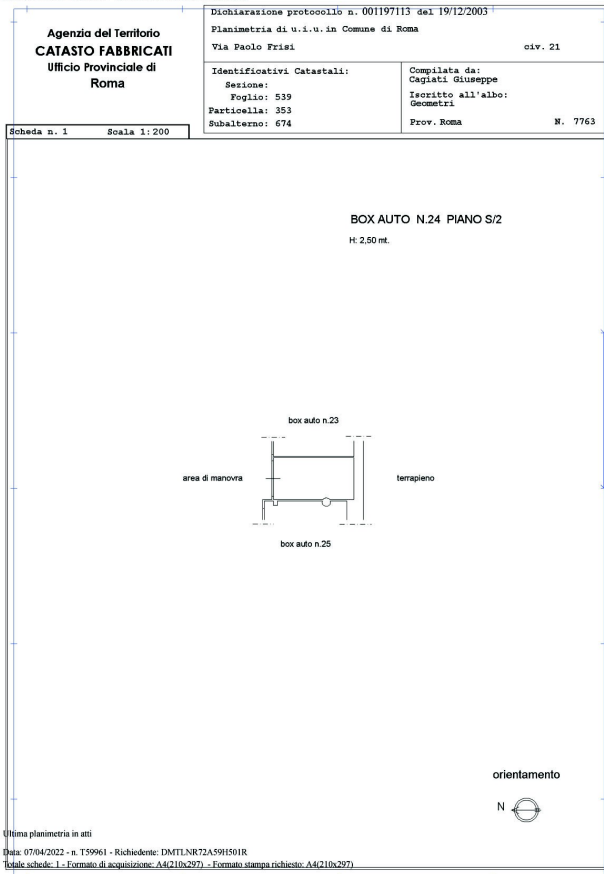 Agenzia del Territorio
CATASTO FABBRICATI
Ufficio Provinciale di
Roma
Scheda n. 1 Scala 1:200
Dichiarazione protocollo n. 001197113 del 19/12/2003
Planimetria di u.i.u. in Comune di Roma
Via Paolo Frisi civ. 21
Identificativi Catastali:
Sezione:
Foglio: 539
Particella: 353
Subalterno: 674
Compilata da:
Cagiati Giuseppe
Iscritto all'albo:
Geometri
Prov. Roma N. 7763
BOX AUTO N.24 PIANO S/2
H: 2,50 mt.
box auto n.23
area di manovra
terrapieno
box auto n.25
orientamento
N
Ultima planimetria in atti
Data: 07/04/2022 - n. T59961 - Richiedente: DMTLNR72A59H501R
Totale schede: 1 - Formato di acquisizione: A4(210x297) - Formato stampa richiesto: A4(210x297)